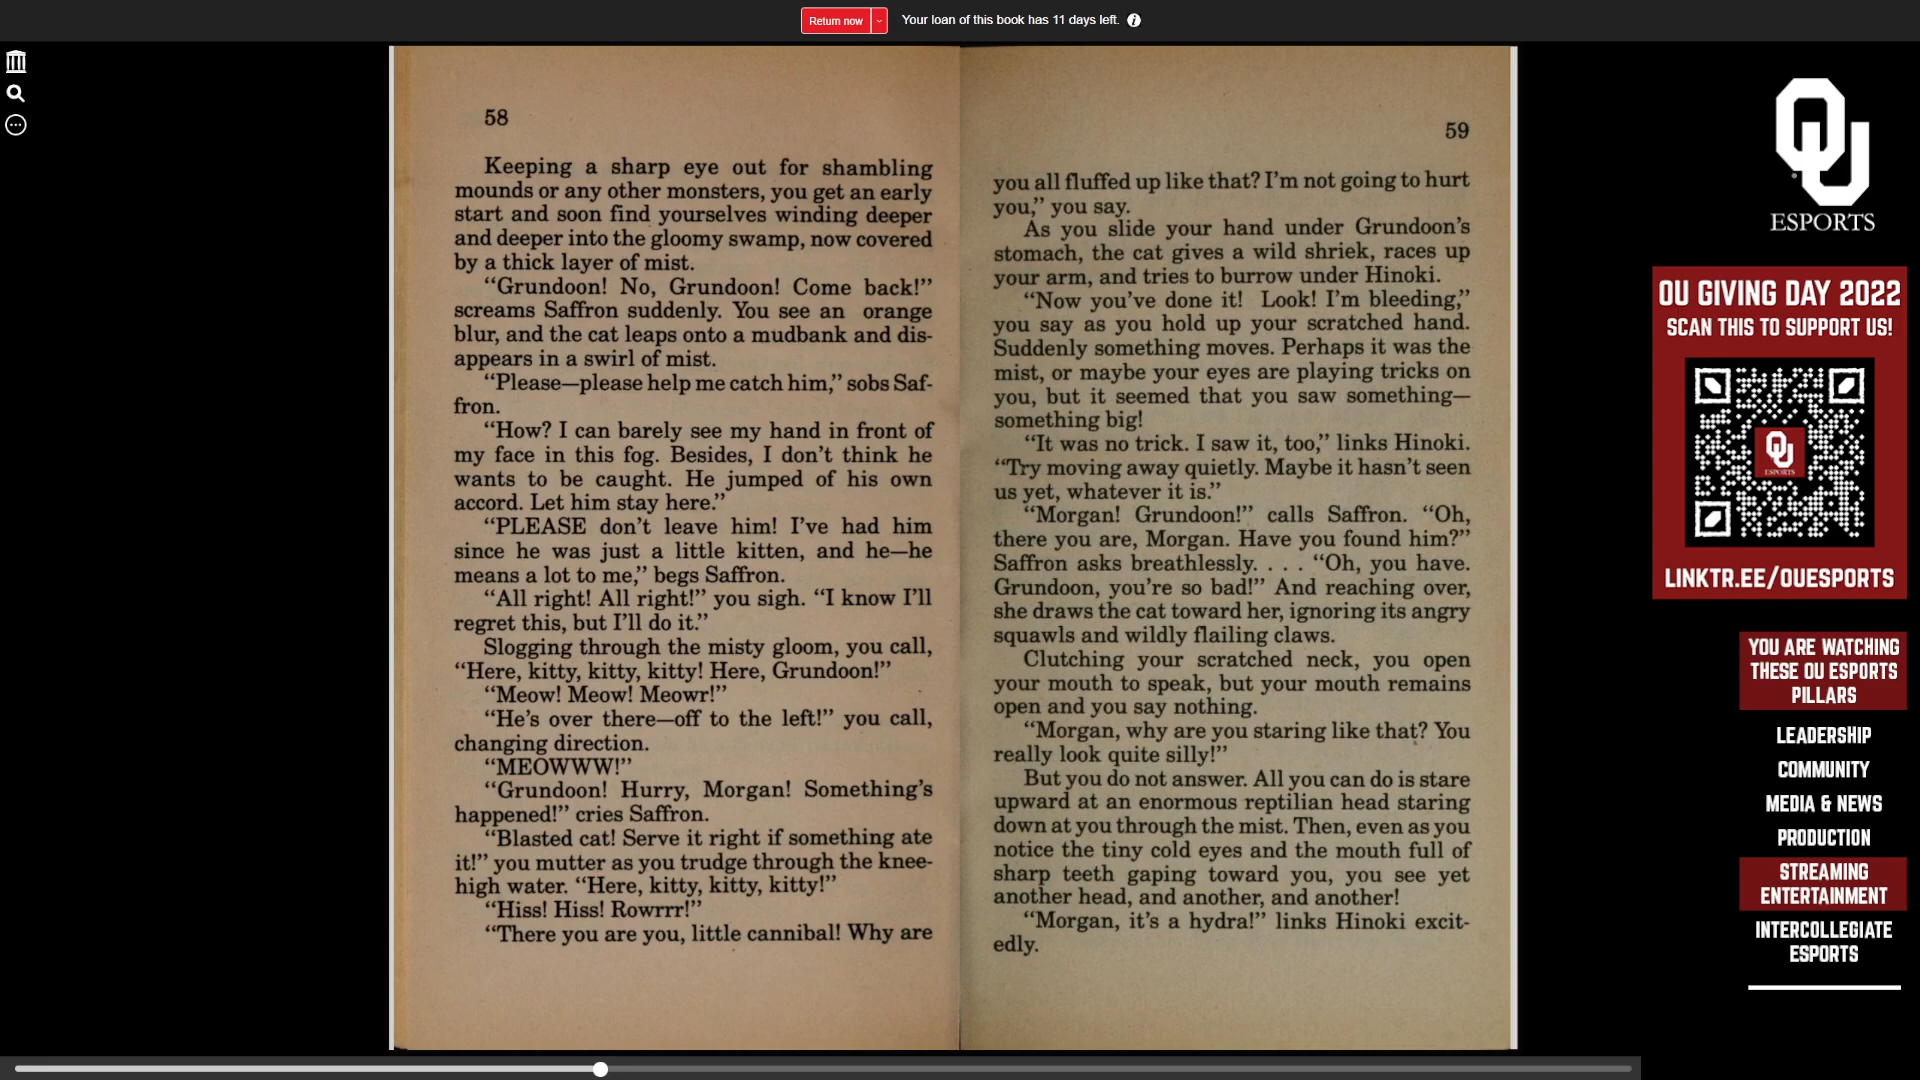 Return now
Your loan of this book has 11 days left.
58
Keeping a sharp eye out for shambling
mounds or any other monsters, you get an early
start and soon find yourselves winding deeper
and deeper into the gloomy swamp, now covered
by a thick layer of mist.
“Grundoon! No, Grundoon! Come back!”
screams Saffron suddenly. You see an orange
blur, and the cat leaps onto a mudbank and dis-
appears in a swirl of mist.
“Please—please help me catch him,” sobs Saf-
fron.
“How? I can barely see my hand in front of
my face in this fog. Besides, I don’t think he
wants to be caught. He jumped of his own
accord. Let him stay here.”
“PLEASE don’t leave him! I’ve had him
since he was just a little kitten, and he—he
means a lot to me,” begs Saffron.
“All right! All right!” you sigh. “I know I’ll
regret this, but I’ll do it.”
Slogging through the misty gloom, you call,
“Here, kitty, kitty, kitty! Here, Grundoon!”
“Meow! Meow! Meowr!”
“He’s over there—off to the left!” you call,
changing direction.
“MEOWWW!”
“Grundoon! Hurry, Morgan! Something’s
happened!” cries Saffron.
“Blasted cat! Serve it right if something ate
it!” you mutter as you trudge through the knee-
high water. “Here, kitty, kitty, kitty!”
“Hiss! Hiss! Rowrrr!”
“There you are you, little cannibal! Why are
59
you all fluffed up like that? I’m not going to hurt
you,” you say.
As you slide your hand under Grundoon’s
stomach, the cat gives a wild shriek, races up
your arm, and tries to burrow under Hinoki.
“Now you’ve done it! Look! I’m bleeding,”
you say as you hold up your scratched hand.
Suddenly something moves. Perhaps it was the
mist, or maybe your eyes are playing tricks on
you, but it seemed that you saw something—
something big!
“It was no trick. I saw it, too,” links Hinoki.
“Try moving away quietly. Maybe it hasn’t seen
us yet, whatever it is.”
“Morgan! Grundoon!” calls Saffron. “Oh,
there you are, Morgan. Have you found him?”
Saffron asks breathlessly. . . . “Oh, you have.
Grundoon, you’re so bad!” And reaching over,
she draws the cat toward her, ignoring its angry
squawls and wildly flailing claws.
Clutching your scratched neck, you open
your mouth to speak, but your mouth remains
open and you say nothing.
“Morgan, why are you staring like that? You
really look quite silly!”
But you do not answer. All you can do is stare
upward at an enormous reptilian head staring
down at you through the mist. Then, even as you
notice the tiny cold eyes and the mouth full of
sharp teeth gaping toward you, you see yet
another head, and another, and another!
“Morgan, it’s a hydra!” links Hinoki excit-
edly.
OU
ESPORTS
OU GIVING DAY 2022
SCAN THIS TO SUPPORT US!
OU
ESPORTS
LINKTR.EE/OUESPORTS
YOU ARE WATCHING
THESE OU ESPORTS
PILLARS
LEADERSHIP
COMMUNITY
MEDIA & NEWS
PRODUCTION
STREAMING
ENTERTAINMENT
INTERCOLLEGIATE
ESPORTS